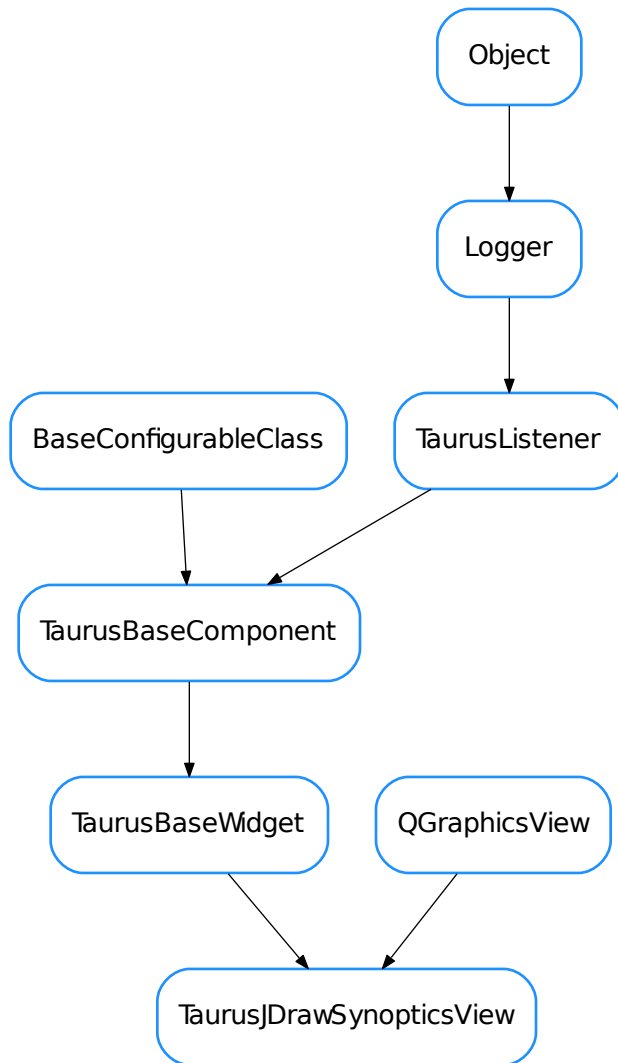 Object
Logger
BaseConfigurableClass
TaurusListener
TaurusBaseComponent
TaurusBaseWidget
QGraphicsView
TaurusJDrawSynopticsView